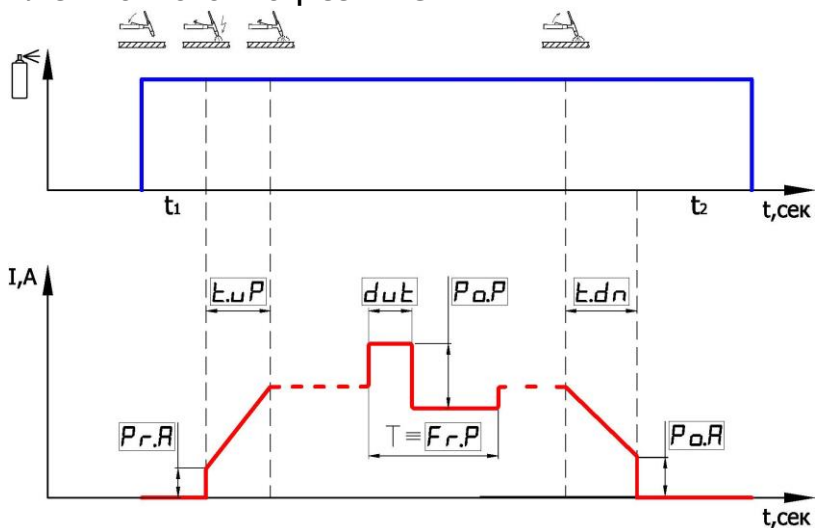 t1
t2
t,сек
I,A
t.uP
dut
Po.P
t.dn
Pr.A
T ≡ Fr.P
Po.A
t,сек